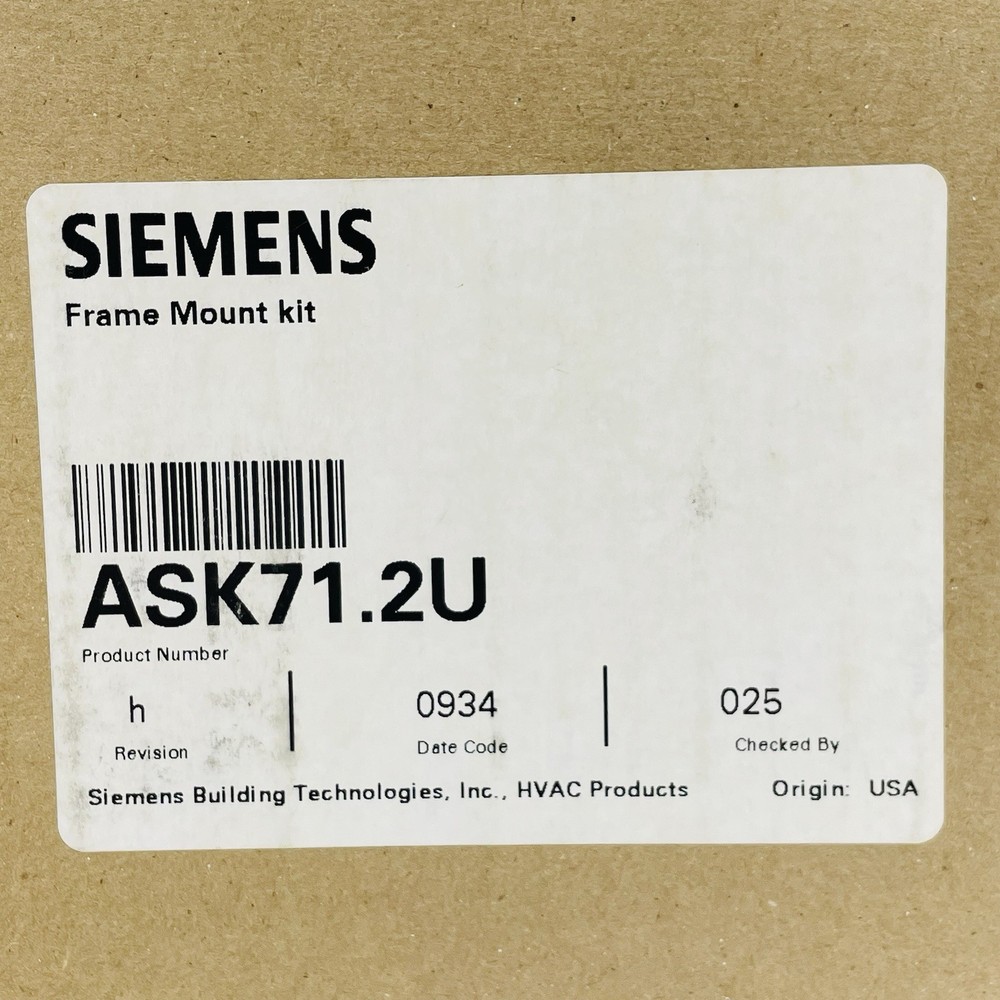 SIEMENS
Frame Mount kit
ASK71.2U
Product Number
h 0934 025
Revision Date Code Checked By
Siemens Building Technologies, Inc., HVAC Products Origin: USA